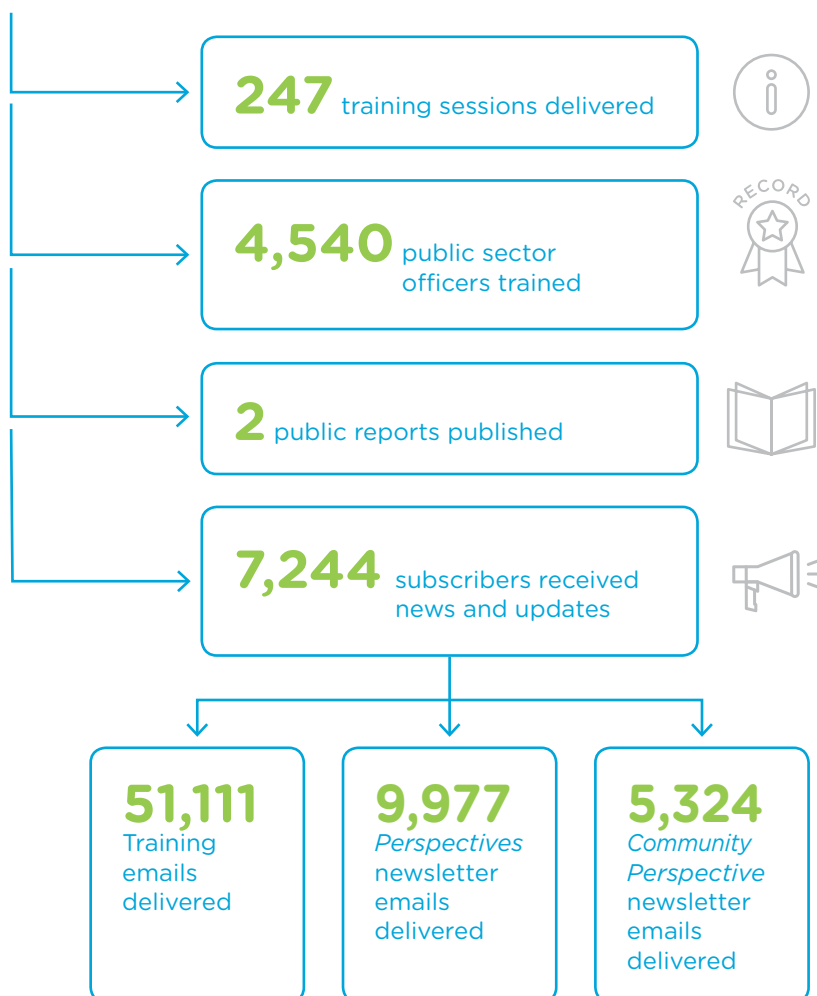 247 training sessions delivered
RECORD
4,540 public sector
officers trained
2 public reports published
7,244 subscribers received
news and updates
51,111
Training
emails
delivered
9,977
Perspectives
newsletter
emails
delivered
5,324
Community
Perspective
newsletter
emails
delivered